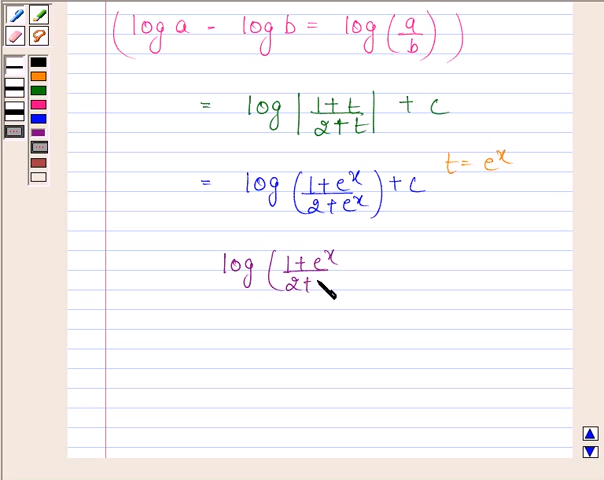 (log a - log b = log (a/b))
= log |1+t/2+t| + c
= log (1+e^x/2+e^x) + c t = e^x
log (1+e^x/2+